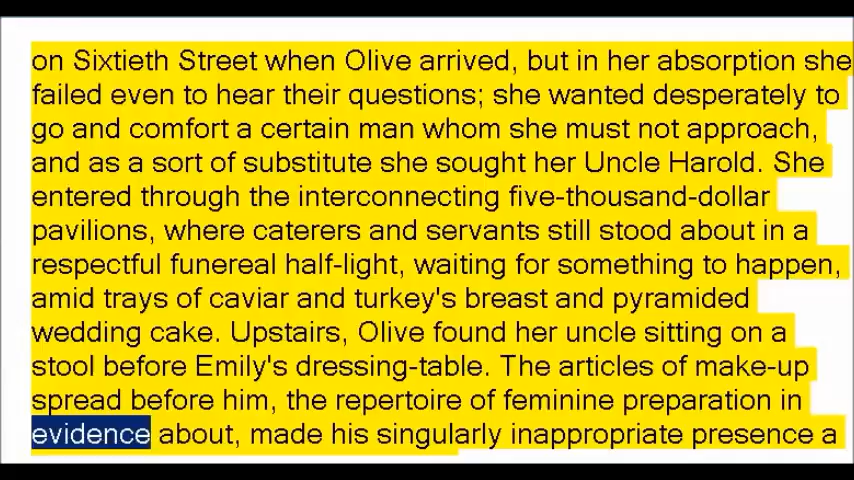 on Sixtieth Street when Olive arrived, but in her absorption she
failed even to hear their questions; she wanted desperately to
go and comfort a certain man whom she must not approach,
and as a sort of substitute she sought her Uncle Harold. She
entered through the interconnecting five-thousand-dollar
pavilions, where caterers and servants still stood about in a
respectful funereal half-light, waiting for something to happen,
amid trays of caviar and turkey's breast and pyramided
wedding cake. Upstairs, Olive found her uncle sitting on a
stool before Emily's dressing-table. The articles of make-up
spread before him, the repertoire of feminine preparation in
evidence about, made his singularly inappropriate presence a